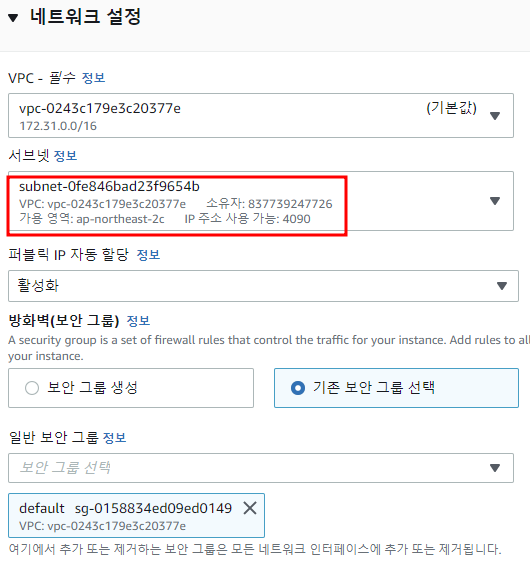 네트워크 설정
VPC - 필수 정보
vpc-0243c179e3c20377e (기본값)
172.31.0.0/16
서브넷 정보
subnet-0fe846bad23f9654b
VPC: vpc-0243c179e3c20377e 소유자: 837739247726
가용 영역: ap-northeast-2c IP 주소 사용 가능: 4090
퍼블릭 IP 자동 할당 정보
활성화
방화벽(보안 그룹) 정보
A security group is a set of firewall rules that control the traffic for your instance. Add rules to al
your instance.
보안 그룹 생성 기존 보안 그룹 선택
일반 보안 그룹 정보
보안 그룹 선택
default sg-0158834ed09ed0149
VPC: vpc-0243c179e3c20377e
여기에서 추가 또는 제거하는 보안 그룹은 모든 네트워크 인터페이스에 추가 또는 제거됩니다.